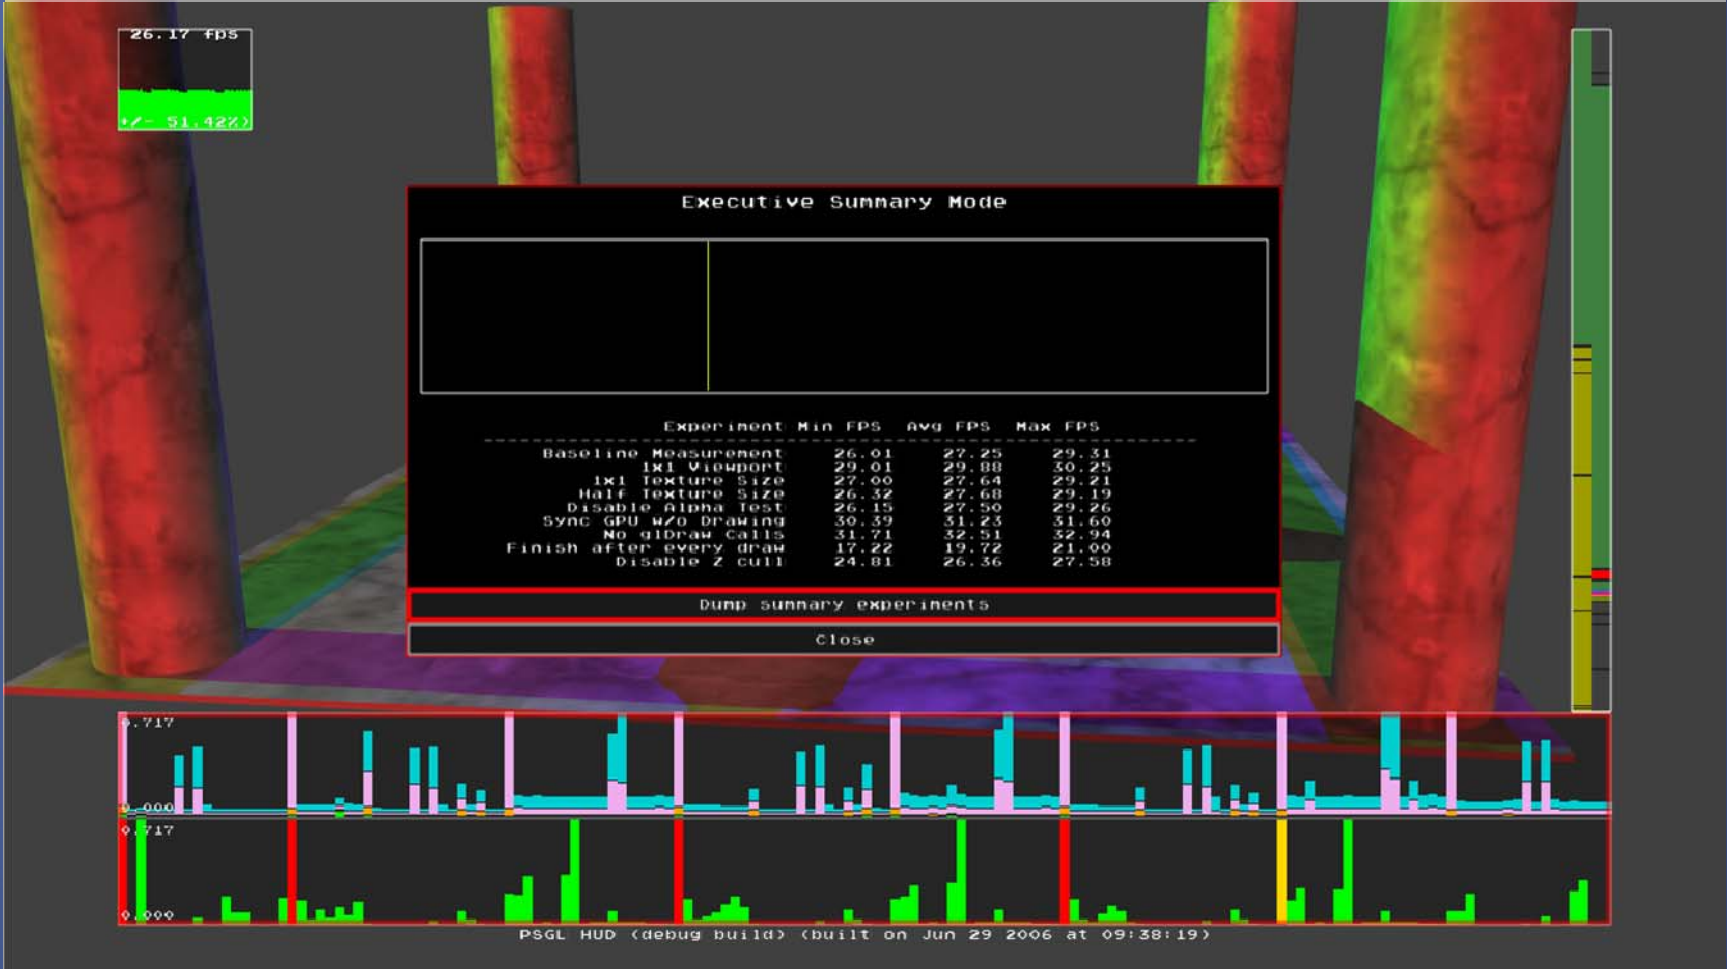 26.17 fps
+/- 51.42%)
Executive Summary Mode
Experiment Min FPS Avg FPS Max FPS
Baseline Measurement 26.01 27.25 29.31
1x1 Viewport 29.01 29.88 30.25
1x1 Texture Size 27.00 27.64 29.21
Half Texture Size 26.32 27.68 29.19
Disable Alpha Test 26.15 27.50 29.26
Sync GPU w/o Drawing 30.39 31.23 31.60
No glDraw Calls 31.71 32.51 32.94
Finish after every draw 17.22 19.72 21.00
Disable Z cull 24.81 26.36 27.58
Dump summary experiments
Close
0.717
0.000
0.717
0.000
PSGL HUD (debug build) (built on Jun 29 2006 at 09:38:19)